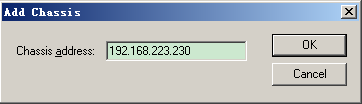 Add Chassis
Chassis address: 192.168.223.230
OK
Cancel